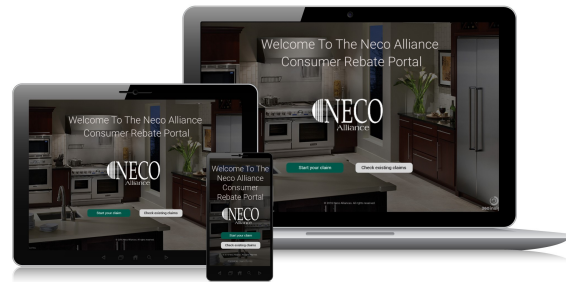 Welcome To The Neco Alliance
Consumer Rebate Portal
NECO
Alliance
Start your claim
Check existing claims
Welcome To The Neco Alliance
Consumer Rebate Portal
NECO
Alliance
Start your claim
Check existing claims
Welcome To The
Neco Alliance
Consumer
Rebate Portal
NECO
Alliance
Start your claim
Check existing claims